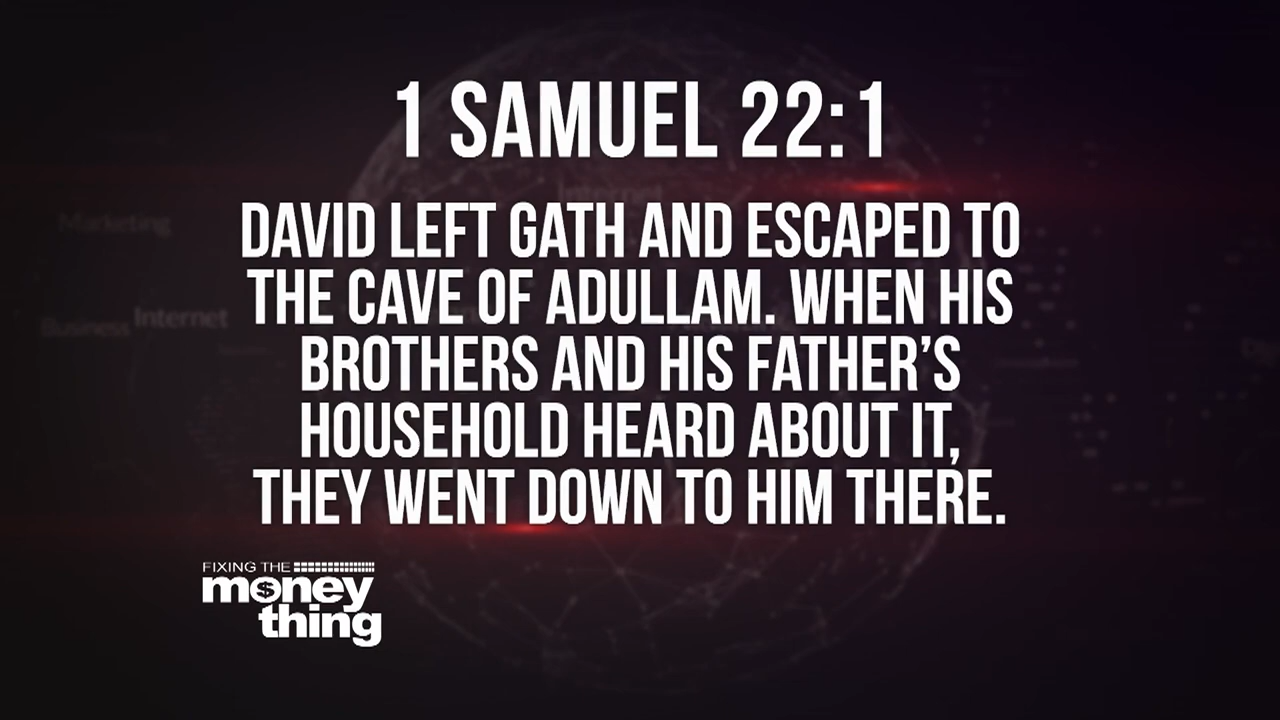 1 SAMUEL 22:1
DAVID LEFT GATH AND ESCAPED TO
THE CAVE OF ADULLAM. WHEN HIS
BROTHERS AND HIS FATHER’S
HOUSEHOLD HEARD ABOUT IT,
THEY WENT DOWN TO HIM THERE.
Internet
Marketing
Business
Internet
FIXING THE
money
thing